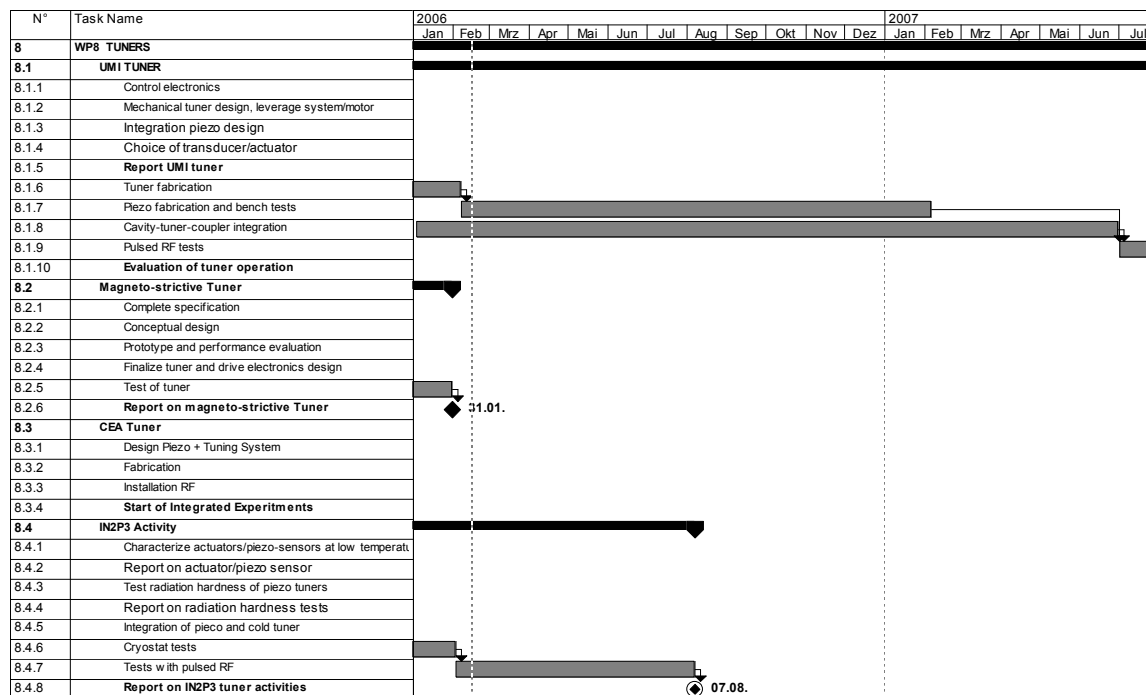 N° Task Name 2006 2007
Jan Feb Mrz Apr Mai Jun Jul Aug Sep Okt Nov Dez Jan Feb Mrz Apr Mai Jun Jul
8 WP8 TUNERS
8.1 UMI TUNER
8.1.1 Control electronics
8.1.2 Mechanical tuner design, leverage system/motor
8.1.3 Integration piezo design
8.1.4 Choice of transducer/actuator
8.1.5 Report UMI tuner
8.1.6 Tuner fabrication
8.1.7 Piezo fabrication and bench tests
8.1.8 Cavity-tuner-coupler integration
8.1.9 Pulsed RF tests
8.1.10 Evaluation of tuner operation
8.2 Magneto-strictive Tuner
8.2.1 Complete specification
8.2.2 Conceptual design
8.2.3 Prototype and performance evaluation
8.2.4 Finalize tuner and drive electronics design
8.2.5 Test of tuner
8.2.6 Report on magneto-strictive Tuner 31.01.
8.3 CEA Tuner
8.3.1 Design Piezo + Tuning System
8.3.2 Fabrication
8.3.3 Installation RF
8.3.4 Start of Integrated Experitments
8.4 IN2P3 Activity
8.4.1 Characterize actuators/piezo-sensors at low temperatu
8.4.2 Report on actuator/piezo sensor
8.4.3 Test radiation hardness of piezo tuners
8.4.4 Report on radiation hardness tests
8.4.5 Integration of pieco and cold tuner
8.4.6 Cryostat tests
8.4.7 Tests with pulsed RF
8.4.8 Report on IN2P3 tuner activities 07.08.